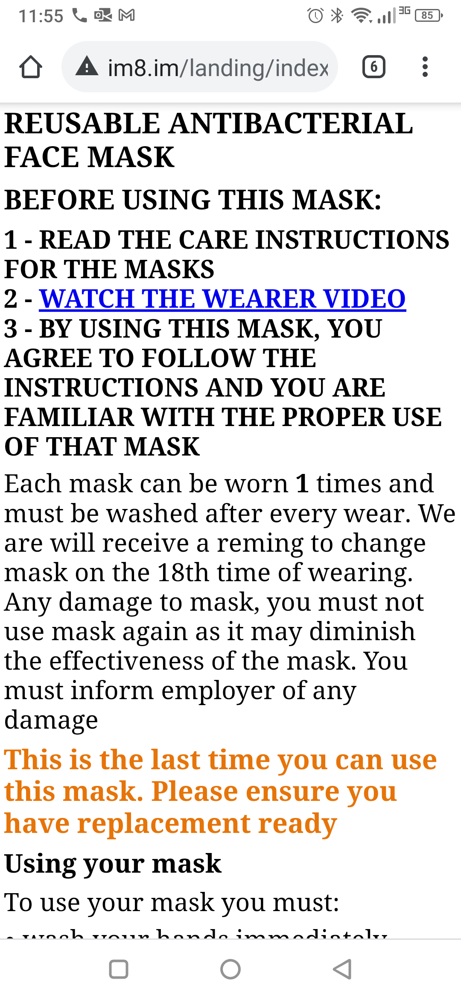 11:55
3G
85
im8.im/landing/index
6
REUSABLE ANTIBACTERIAL
FACE MASK
BEFORE USING THIS MASK:
1 - READ THE CARE INSTRUCTIONS
FOR THE MASKS
2 - WATCH THE WEARER VIDEO
3 - BY USING THIS MASK, YOU
AGREE TO FOLLOW THE
INSTRUCTIONS AND YOU ARE
FAMILIAR WITH THE PROPER USE
OF THAT MASK
Each mask can be worn 1 times and
must be washed after every wear. We
are will receive a reming to change
mask on the 18th time of wearing.
Any damage to mask, you must not
use mask again as it may diminish
the effectiveness of the mask. You
must inform employer of any
damage
This is the last time you can use
this mask. Please ensure you
have replacement ready
Using your mask
To use your mask you must:
• wash your hands immediately